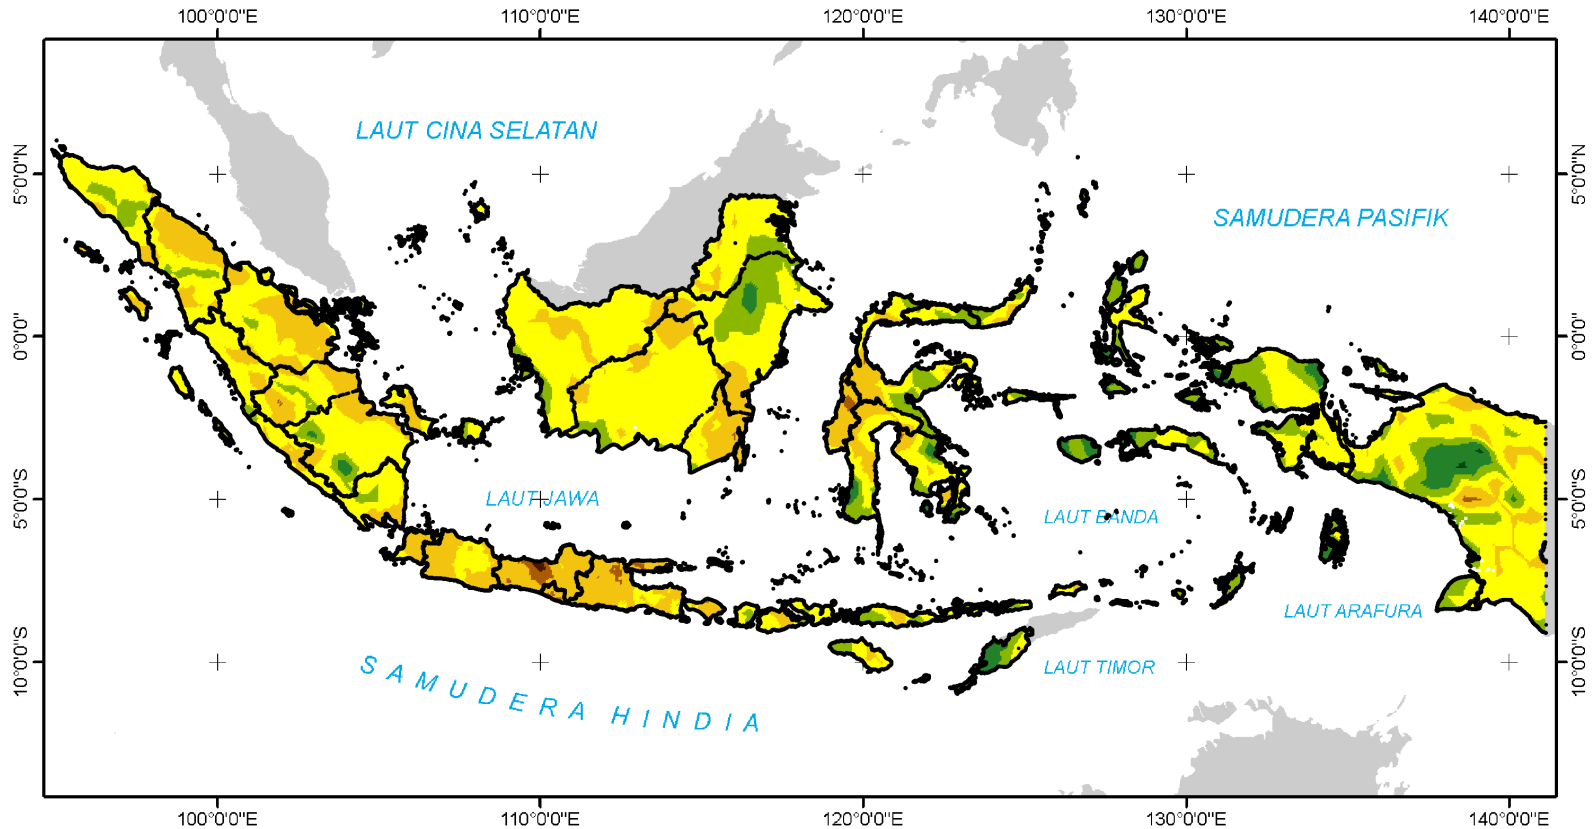 100°0'0"E 110°0'0"E 120°0'0"E 130°0'0"E 140°0'0"E
LAUT CINA SELATAN
5°0'0"N 5°0'0"N
SAMUDERA PASIFIK
0°0'0" 0°0'0"
5°0'0"S 5°0'0"S
LAUT JAWA
LAUT BANDA
LAUT ARAFURA
10°0'0"S 10°0'0"S
LAUT TIMOR
SAMUDERA HINDIA
100°0'0"E 110°0'0"E 120°0'0"E 130°0'0"E 140°0'0"E